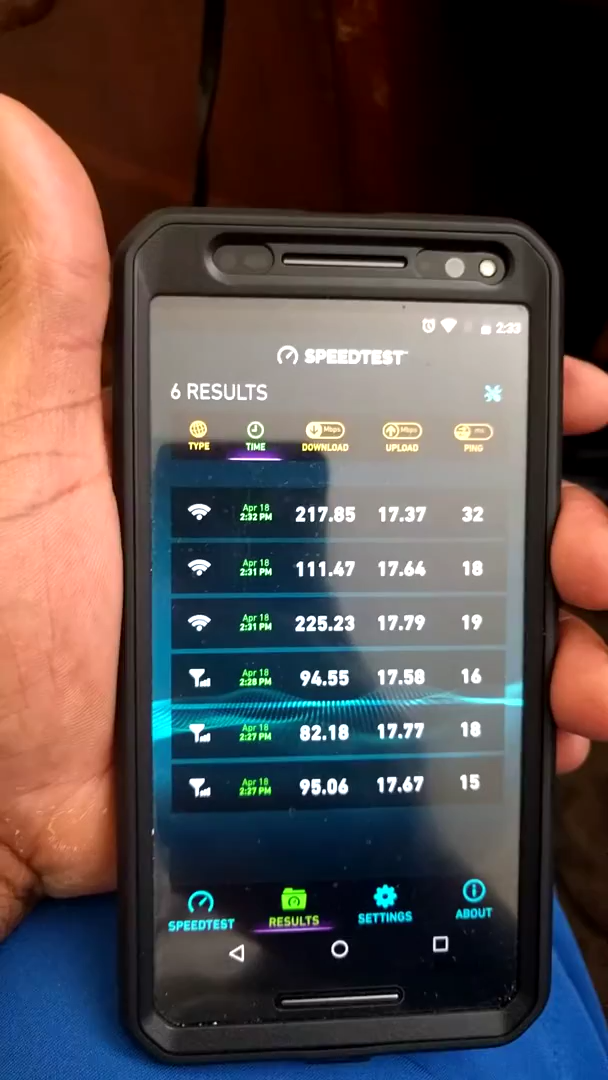 2:33
SPEEDTEST
6 RESULTS
TYPE TIME DOWNLOAD Mbps UPLOAD Mbps PING ms
Apr 18 2:32 PM 217.85 17.37 32
Apr 18 2:31 PM 111.47 17.64 18
Apr 18 2:31 PM 225.23 17.79 19
Apr 18 2:28 PM 94.55 17.58 16
Apr 18 2:27 PM 82.18 17.77 18
Apr 18 2:27 PM 95.06 17.67 15
SPEEDTEST RESULTS SETTINGS ABOUT